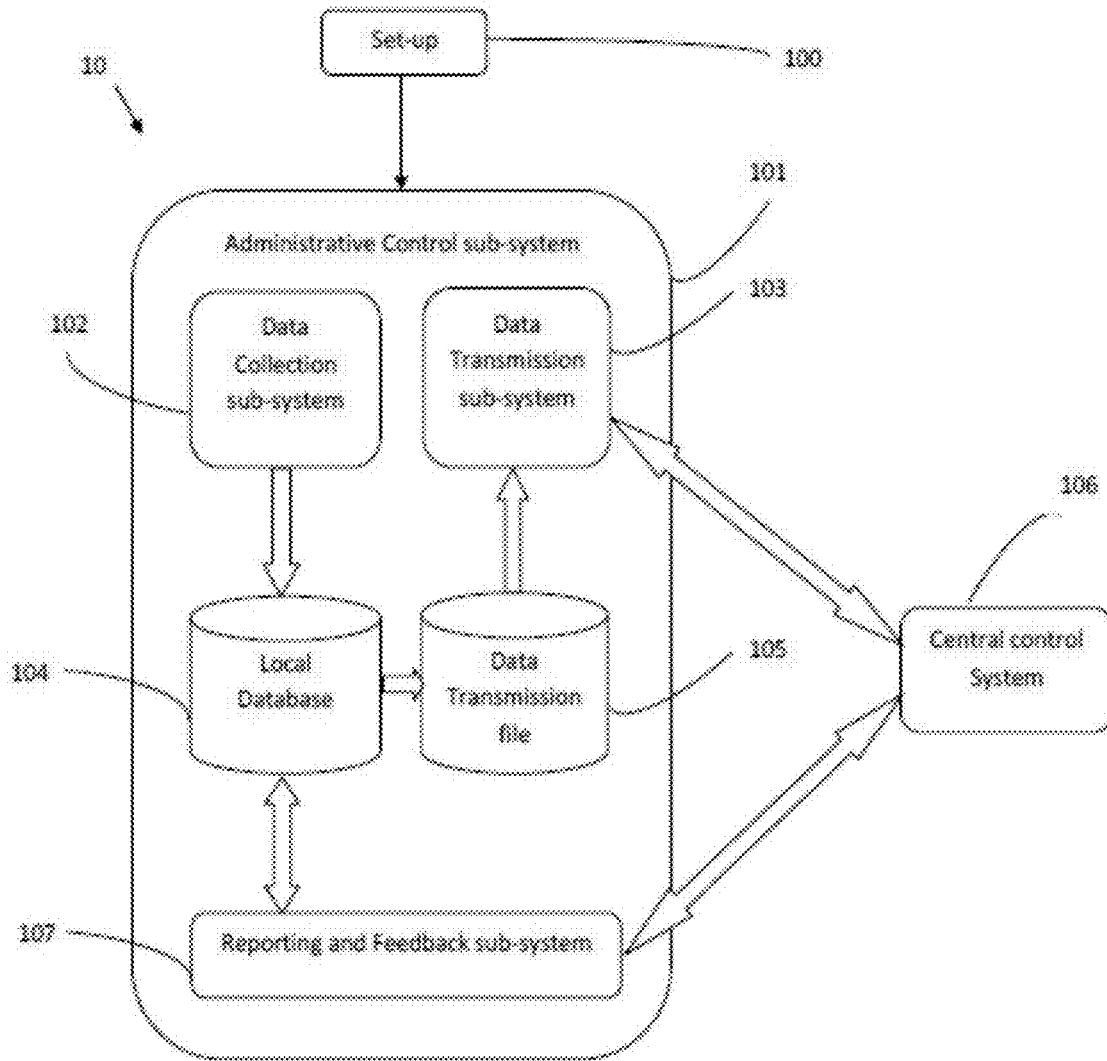 Set-up
100
10
101
Administrative Control sub-system
103
102
Data
Collection
sub-system
Data
Transmission
sub-system
106
Central control
System
104
Local
Database
Data
Transmission
file
105
107
Reporting and Feedback sub-system